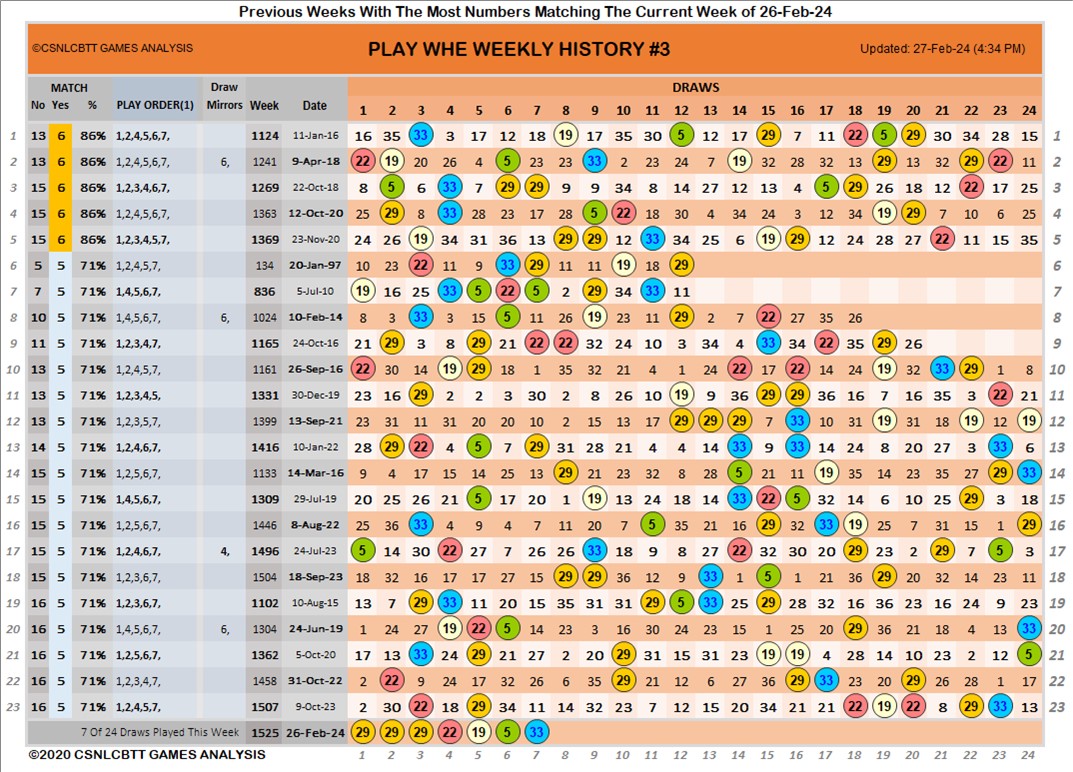 Previous Weeks With The Most Numbers Matching The Current Week of 26-Feb-24
©CSNLCBTT GAMES ANALYSIS PLAY WHE WEEKLY HISTORY #3 Updated: 27-Feb-24 (4:34 PM)
MATCH Draw DRAWS
No Yes % PLAY ORDER(1) Mirrors Week Date 1 2 3 4 5 6 7 8 9 10 11 12 13 14 15 16 17 18 19 20 21 22 23 24
1 13 6 86% 1,2,4,5,6,7, 1124 11-Jan-16 16 35 33 3 17 12 18 19 17 35 30 5 12 17 29 7 11 22 5 29 30 34 28 15 1
2 13 6 86% 1,2,4,5,6,7, 6, 1241 9-Apr-18 22 19 20 26 4 5 23 23 33 2 23 24 7 19 32 28 32 13 29 13 32 29 22 11 2
3 15 6 86% 1,2,3,4,6,7, 1269 22-Oct-18 8 5 6 33 7 29 29 9 9 34 8 14 27 12 13 4 5 29 26 18 12 22 17 25 3
4 15 6 86% 1,2,4,5,6,7, 1363 12-Oct-20 25 29 8 33 28 23 17 28 5 22 18 30 4 34 24 3 12 34 19 29 7 10 6 25 4
5 15 6 86% 1,2,3,4,5,7, 1369 23-Nov-20 24 26 19 34 31 36 13 29 29 12 33 34 25 6 19 29 12 24 28 27 22 11 15 35 5
6 5 5 71% 1,2,4,5,7, 134 20-Jan-97 10 23 22 11 9 33 29 11 11 19 18 29 6
7 7 5 71% 1,4,5,6,7, 836 5-Jul-10 19 16 25 33 5 22 5 2 29 34 33 11 7
8 10 5 71% 1,4,5,6,7, 6, 1024 10-Feb-14 8 3 33 3 15 5 11 26 19 23 11 29 2 7 22 27 35 26 8
9 11 5 71% 1,2,3,4,7, 1165 24-Oct-16 21 29 3 8 29 21 22 22 32 24 10 3 34 4 33 34 22 35 29 26 9
10 13 5 71% 1,2,4,5,7, 1161 26-Sep-16 22 30 14 19 29 18 1 35 32 21 4 1 24 22 17 22 14 24 19 32 33 29 1 8 10
11 13 5 71% 1,2,3,4,5, 1331 30-Dec-19 23 16 29 2 2 3 30 2 8 26 10 19 9 36 29 29 36 16 7 16 35 3 22 21 11
12 13 5 71% 1,2,3,5,7, 1399 13-Sep-21 23 31 11 31 20 20 10 2 15 13 17 29 29 29 7 33 10 31 19 31 18 19 12 19 12
13 14 5 71% 1,2,4,6,7, 1416 10-Jan-22 28 29 22 4 5 7 29 31 28 21 4 4 14 33 9 33 14 28 8 20 27 3 33 6 13
14 15 5 71% 1,2,5,6,7, 1133 14-Mar-16 9 4 17 15 14 25 13 29 21 23 32 8 28 5 21 11 19 35 14 23 35 27 29 33 14
15 15 5 71% 1,4,5,6,7, 1309 29-Jul-19 20 25 26 21 5 17 20 1 19 13 24 18 14 33 22 5 32 14 6 10 25 29 3 18 15
16 15 5 71% 1,2,5,6,7, 1446 8-Aug-22 25 36 33 4 9 4 7 11 20 7 5 35 21 16 29 32 33 19 25 7 31 15 1 29 16
17 15 5 71% 1,2,4,6,7, 4, 1496 24-Jul-23 5 14 30 22 27 7 26 26 33 18 9 8 27 22 32 30 20 29 23 2 29 7 5 3 17
18 15 5 71% 1,2,3,6,7, 1504 18-Sep-23 18 32 16 17 17 27 15 29 29 36 12 9 33 1 5 1 21 36 29 20 32 14 23 11 18
19 16 5 71% 1,2,3,6,7, 1102 10-Aug-15 13 7 29 33 11 20 15 35 31 31 29 5 33 25 29 28 32 16 36 23 16 24 9 23 19
20 16 5 71% 1,4,5,6,7, 6, 1304 24-Jun-19 1 24 27 19 22 5 14 23 3 16 30 24 23 15 1 25 20 29 36 21 18 4 13 33 20
21 16 5 71% 1,2,5,6,7, 1362 5-Oct-20 17 13 33 24 29 21 27 2 20 29 31 15 31 23 19 19 4 28 14 10 23 2 12 5 21
22 16 5 71% 1,2,3,4,7, 1458 31-Oct-22 2 22 9 24 17 32 26 6 35 29 21 12 6 27 16 29 33 23 20 29 26 28 1 17 22
23 16 5 71% 1,2,4,5,7, 1507 9-Oct-23 2 30 22 18 29 34 11 14 32 23 7 12 15 20 34 21 21 22 19 22 8 29 33 13 23
7 Of 24 Draws Played This Week 1525 26-Feb-24 29 29 29 22 19 5 33
©2020 CSNLCBTT GAMES ANALYSIS 1 2 3 4 5 6 7 8 9 10 11 12 13 14 15 16 17 18 19 20 21 22 23 24